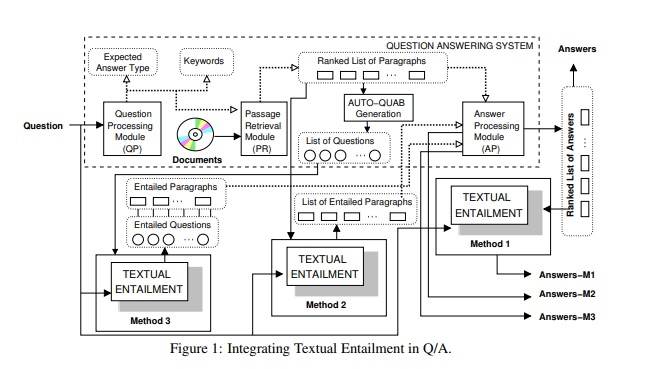 QUESTION ANSWERING SYSTEM
Answers
Expected
Answer Type
Keywords
Ranked List of Paragraphs
...
AUTO−QUAB
Generation
Question
Question
Processing
Module
(QP)
Documents
Passage
Retrieval
Module
(PR)
Answer
Processing
Module
(AP)
List of Questions
...
Ranked List of Answers
...
Entailed Paragraphs
...
Entailed Questions
...
List of Entailed Paragraphs
...
TEXTUAL
ENTAILMENT
Method 1
TEXTUAL
ENTAILMENT
Method 2
TEXTUAL
ENTAILMENT
Method 3
Answers−M1
Answers−M2
Answers−M3
Figure 1: Integrating Textual Entailment in Q/A.